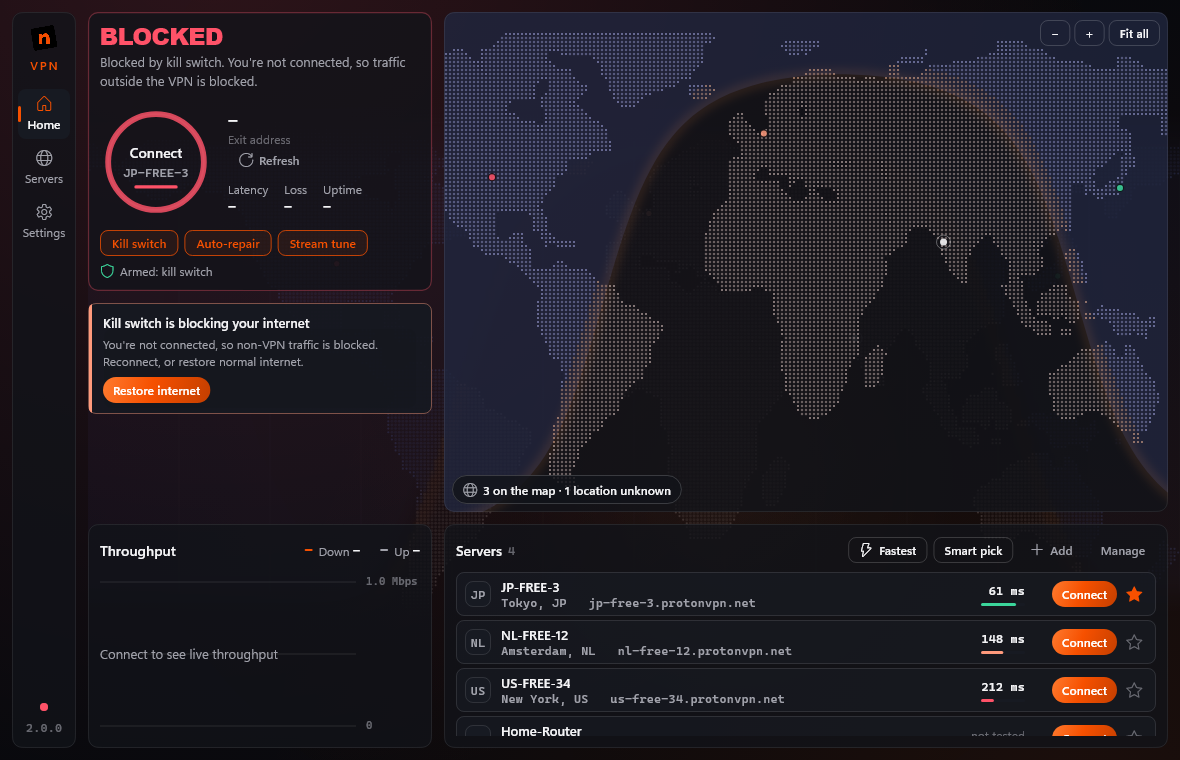 n
VPN
Home
Servers
Settings
2.0.0
BLOCKED
Blocked by kill switch. You're not connected, so traffic
outside the VPN is blocked.
Connect
JP-FREE-3
–
Exit address
Refresh
Latency Loss Uptime
– – –
Kill switch Auto-repair Stream tune
Armed: kill switch
Kill switch is blocking your internet
You're not connected, so non-VPN traffic is blocked.
Reconnect, or restore normal internet.
Restore internet
– + Fit all
3 on the map · 1 location unknown
Throughput Down – Up –
1.0 Mbps
Connect to see live throughput
0
Servers 4 Fastest Smart pick + Add Manage
JP JP-FREE-3 61 ms Connect
Tokyo, JP jp-free-3.protonvpn.net
NL NL-FREE-12 148 ms Connect
Amsterdam, NL nl-free-12.protonvpn.net
US US-FREE-34 212 ms Connect
New York, US us-free-34.protonvpn.net
Home-Router not tested